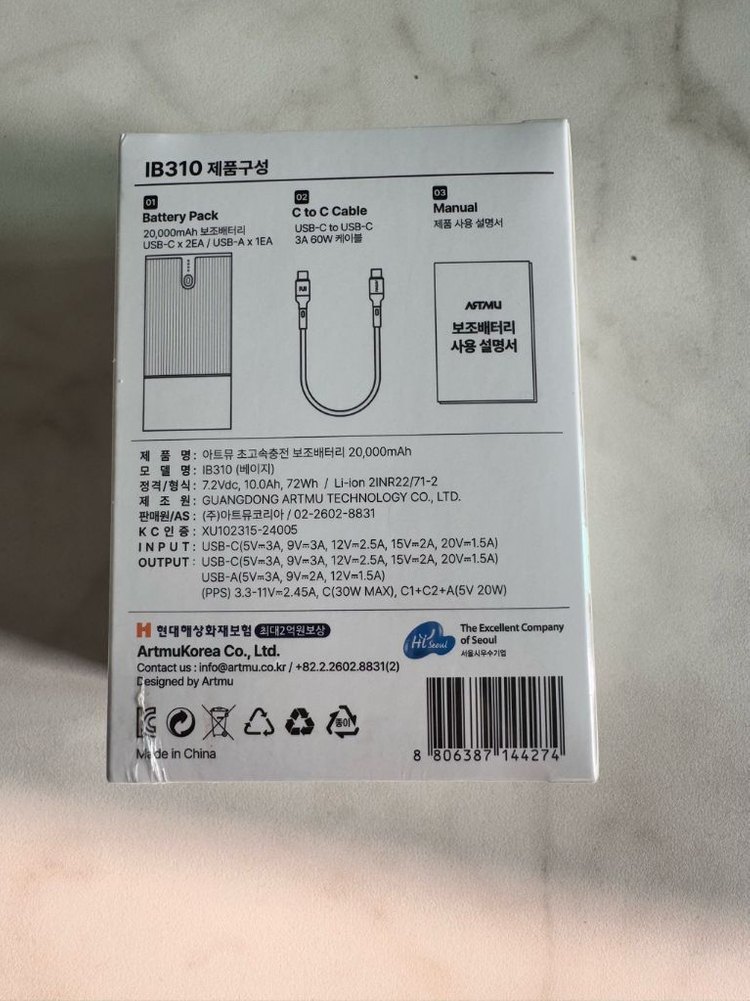 IB310 제품구성
01
Battery Pack
20,000mAh 보조배터리
USB-C x 2EA / USB-A x 1EA
02
C to C Cable
USB-C to USB-C
3A 60W 케이블
03
Manual
제품 사용 설명서
ARTMU
보조배터리
사용 설명서
제 품 명 : 아트뮤 초고속충전 보조배터리 20,000mAh
모 델 명 : IB310 (베이지)
정격/형식 : 7.2Vdc, 10.0Ah, 72Wh / Li-ion 2INR22/71-2
제 조 원 : GUANGDONG ARTMU TECHNOLOGY CO., LTD.
판매원/AS : (주)아트뮤코리아 / 02-2602-8831
K C 인 증 : XU102315-24005
INPUT : USB-C(5V⎓3A, 9V⎓3A, 12V⎓2.5A, 15V⎓2A, 20V⎓1.5A)
OUTPUT : USB-C(5V⎓3A, 9V⎓3A, 12V⎓2.5A, 15V⎓2A, 20V⎓1.5A)
USB-A(5V⎓3A, 9V⎓2A, 12V⎓1.5A)
(PPS) 3.3-11V⎓2.45A, C(30W MAX), C1+C2+A(5V 20W)
H 현대해상화재보험 최대2억원보상
ArtmuKorea Co., Ltd.
Contact us : info@artmu.co.kr / +82.2.2602.8831(2)
Designed by Artmu
Hi Seoul
The Excellent Company
of Seoul
서울시우수기업
종이
Made in China
8 806387 144274